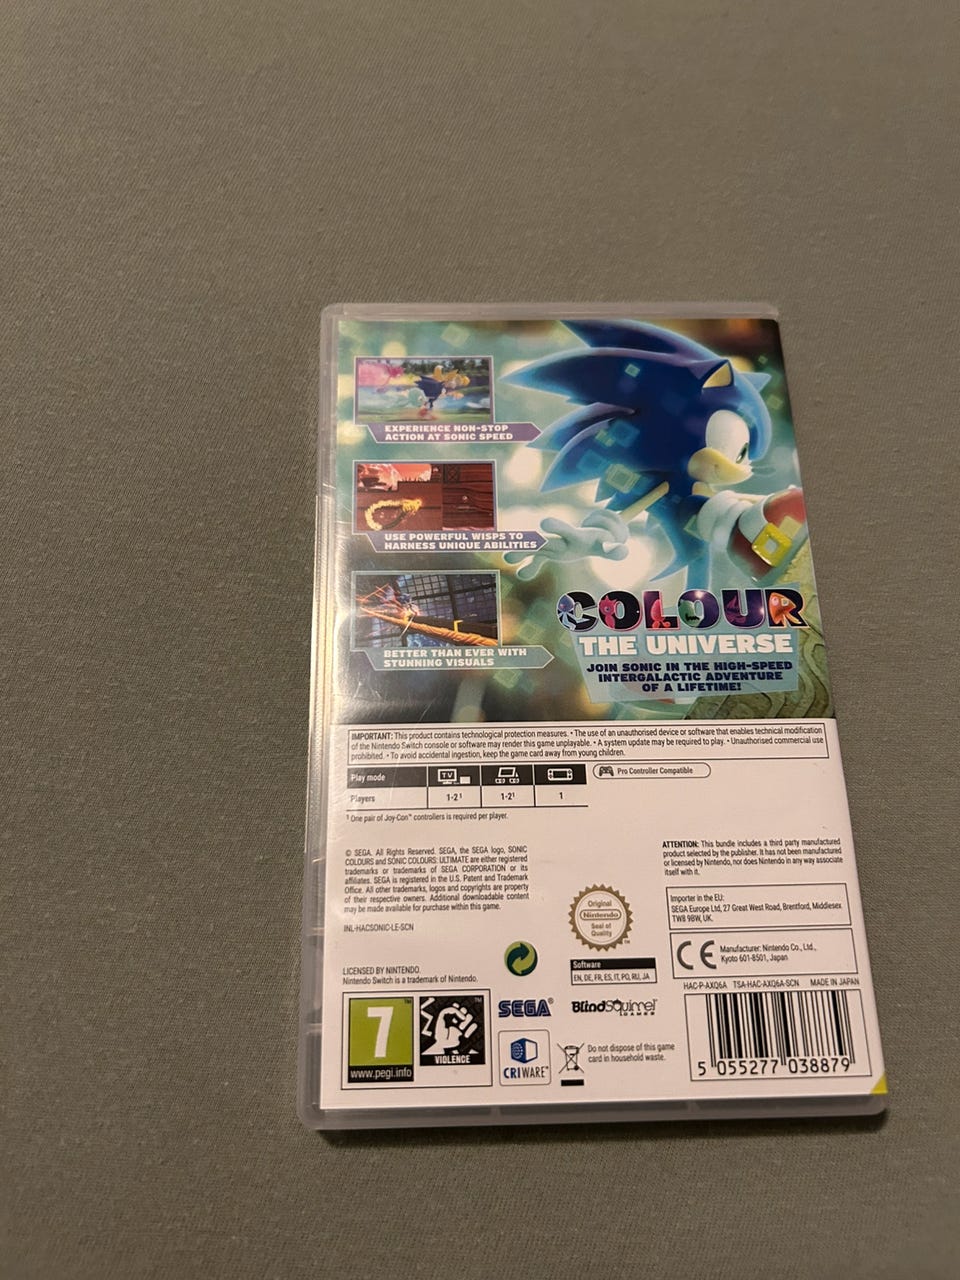 EXPERIENCE NON-STOP
ACTION AT SONIC SPEED
USE POWERFUL WISPS TO
HARNESS UNIQUE ABILITIES
BETTER THAN EVER WITH
STUNNING VISUALS
COLOUR
THE UNIVERSE
JOIN SONIC IN THE HIGH-SPEED
INTERGALACTIC ADVENTURE
OF A LIFETIME!
IMPORTANT: This product contains technological protection measures. • The use of an unauthorised device or software that enables technical modification
of the Nintendo Switch console or software may render this game unplayable. • A system update may be required to play. • Unauthorised commercial use
prohibited. • To avoid accidental ingestion, keep the game card away from young children.
Play mode
TV
Pro Controller Compatible
Players
1-2¹
1-2¹
1
¹ One pair of Joy-Con™ controllers is required per player.
© SEGA. All Rights Reserved. SEGA, the SEGA logo, SONIC
COLOURS and SONIC COLOURS: ULTIMATE are either registered
trademarks or trademarks of SEGA CORPORATION or its
affiliates. SEGA is registered in the U.S. Patent and Trademark
Office. All other trademarks, logos and copyrights are property
of their respective owners. Additional downloadable content
may be made available for purchase within this game.
INL-HACSONIC-LE-SCN
ATTENTION: This bundle includes a third party manufactured
product selected by the publisher. It has not been manufactured
or licensed by Nintendo, nor does Nintendo in any way associate
itself with it.
Importer in the EU:
SEGA Europe Ltd, 27 Great West Road, Brentford, Middlesex
TW8 9BW, UK.
Original
Nintendo
Seal of
Quality
TM
CE
Manufacturer: Nintendo Co., Ltd.,
Kyoto 601-8501, Japan
Software
EN, DE, FR, ES, IT, PO, RU, JA
HAC-P-AXQ6A TSA-HAC-AXQ6A-SCN MADE IN JAPAN
LICENSED BY NINTENDO.
Nintendo Switch is a trademark of Nintendo.
7
TM
www.pegi.info
TM
VIOLENCE
SEGA®
BlindSquirrel
GAMES
CRIWARE™
Do not dispose of this game
card in household waste.
5 055277 038879